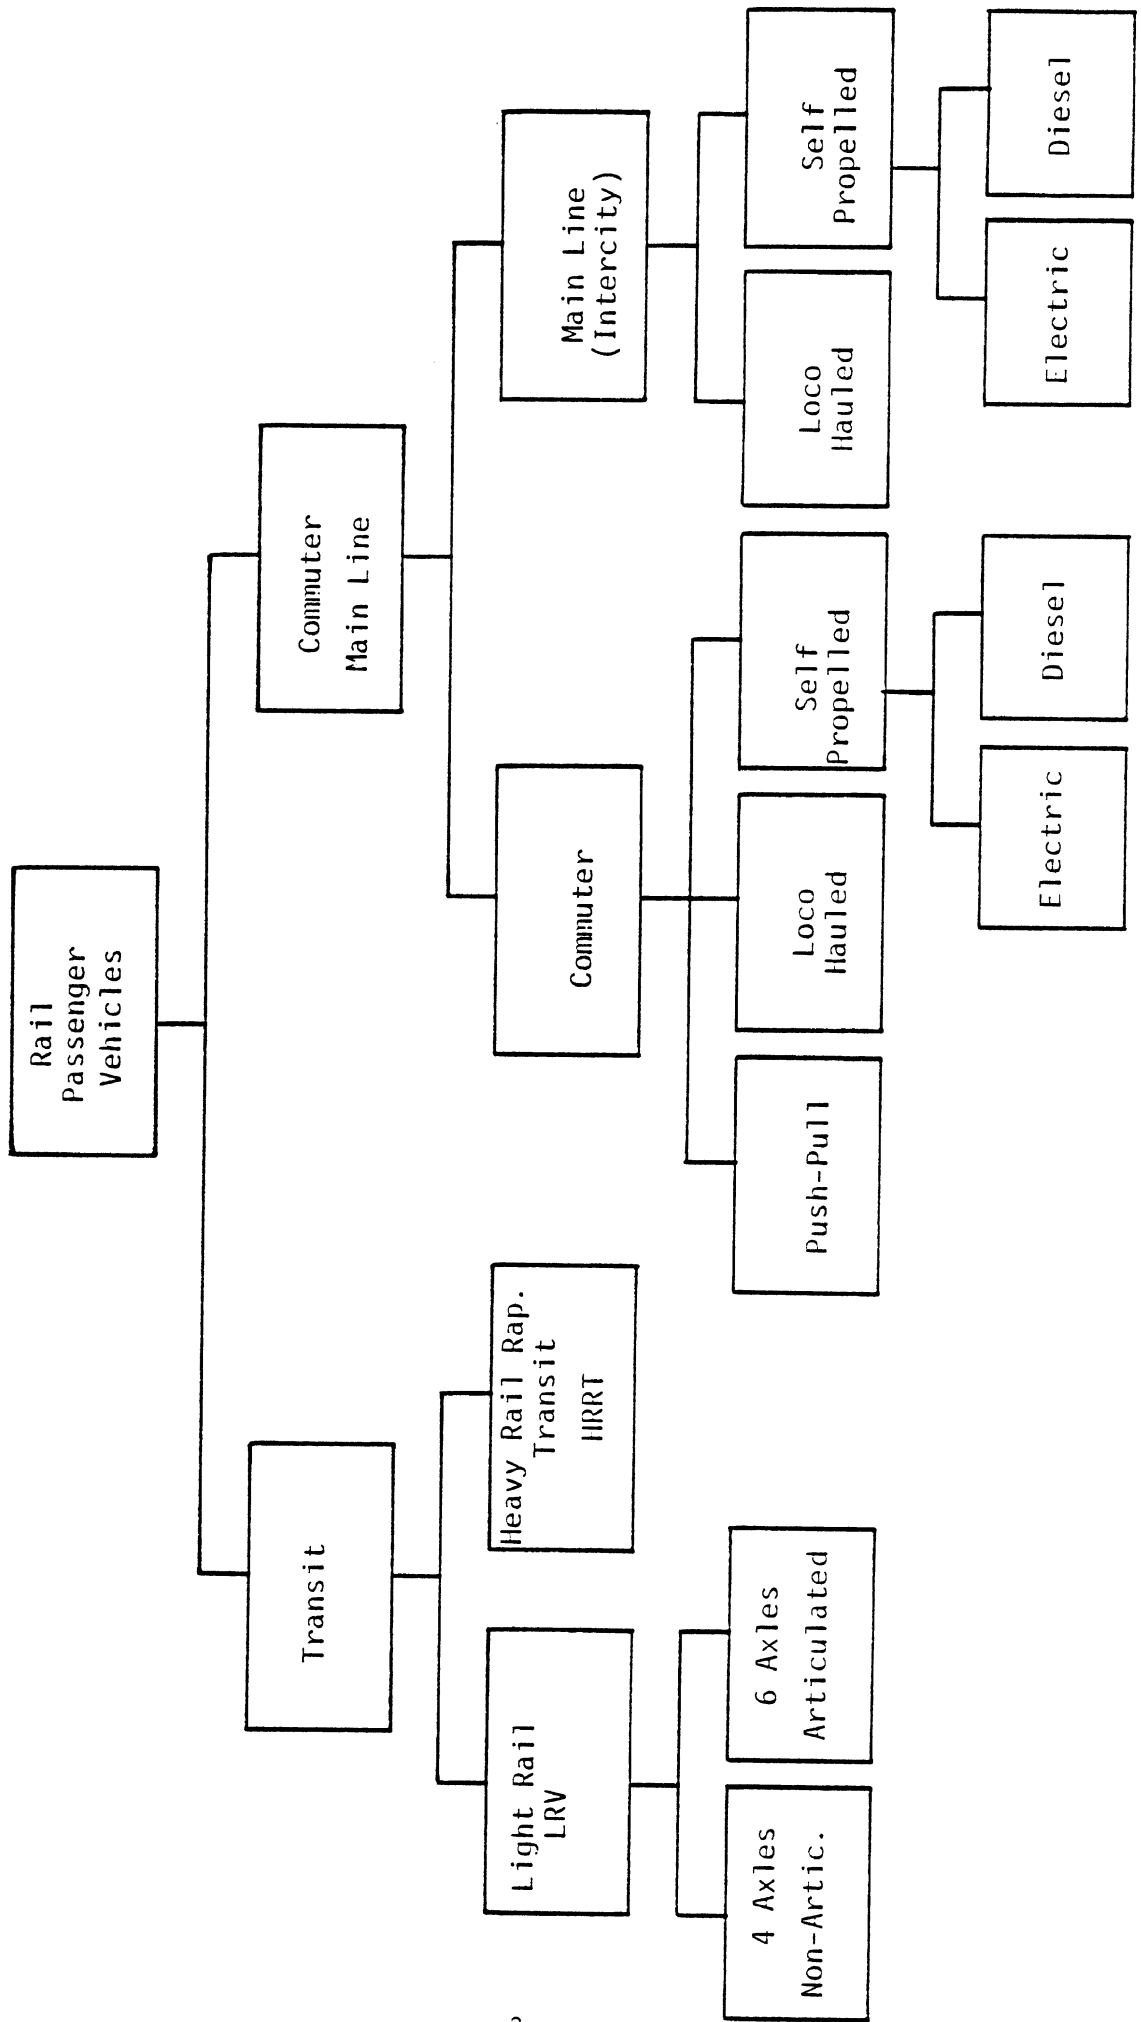 Rail
Passenger
Vehicles
Transit
Commuter
Main Line
Light Rail
LRV
Heavy Rail Rap.
Transit
HRRT
Commuter
Main Line
(Intercity)
4 Axles
Non-Artic.
6 Axles
Articulated
Push-Pull
Loco
Hauled
Self
Propelled
Loco
Hauled
Self
Propelled
Electric
Diesel
Electric
Diesel